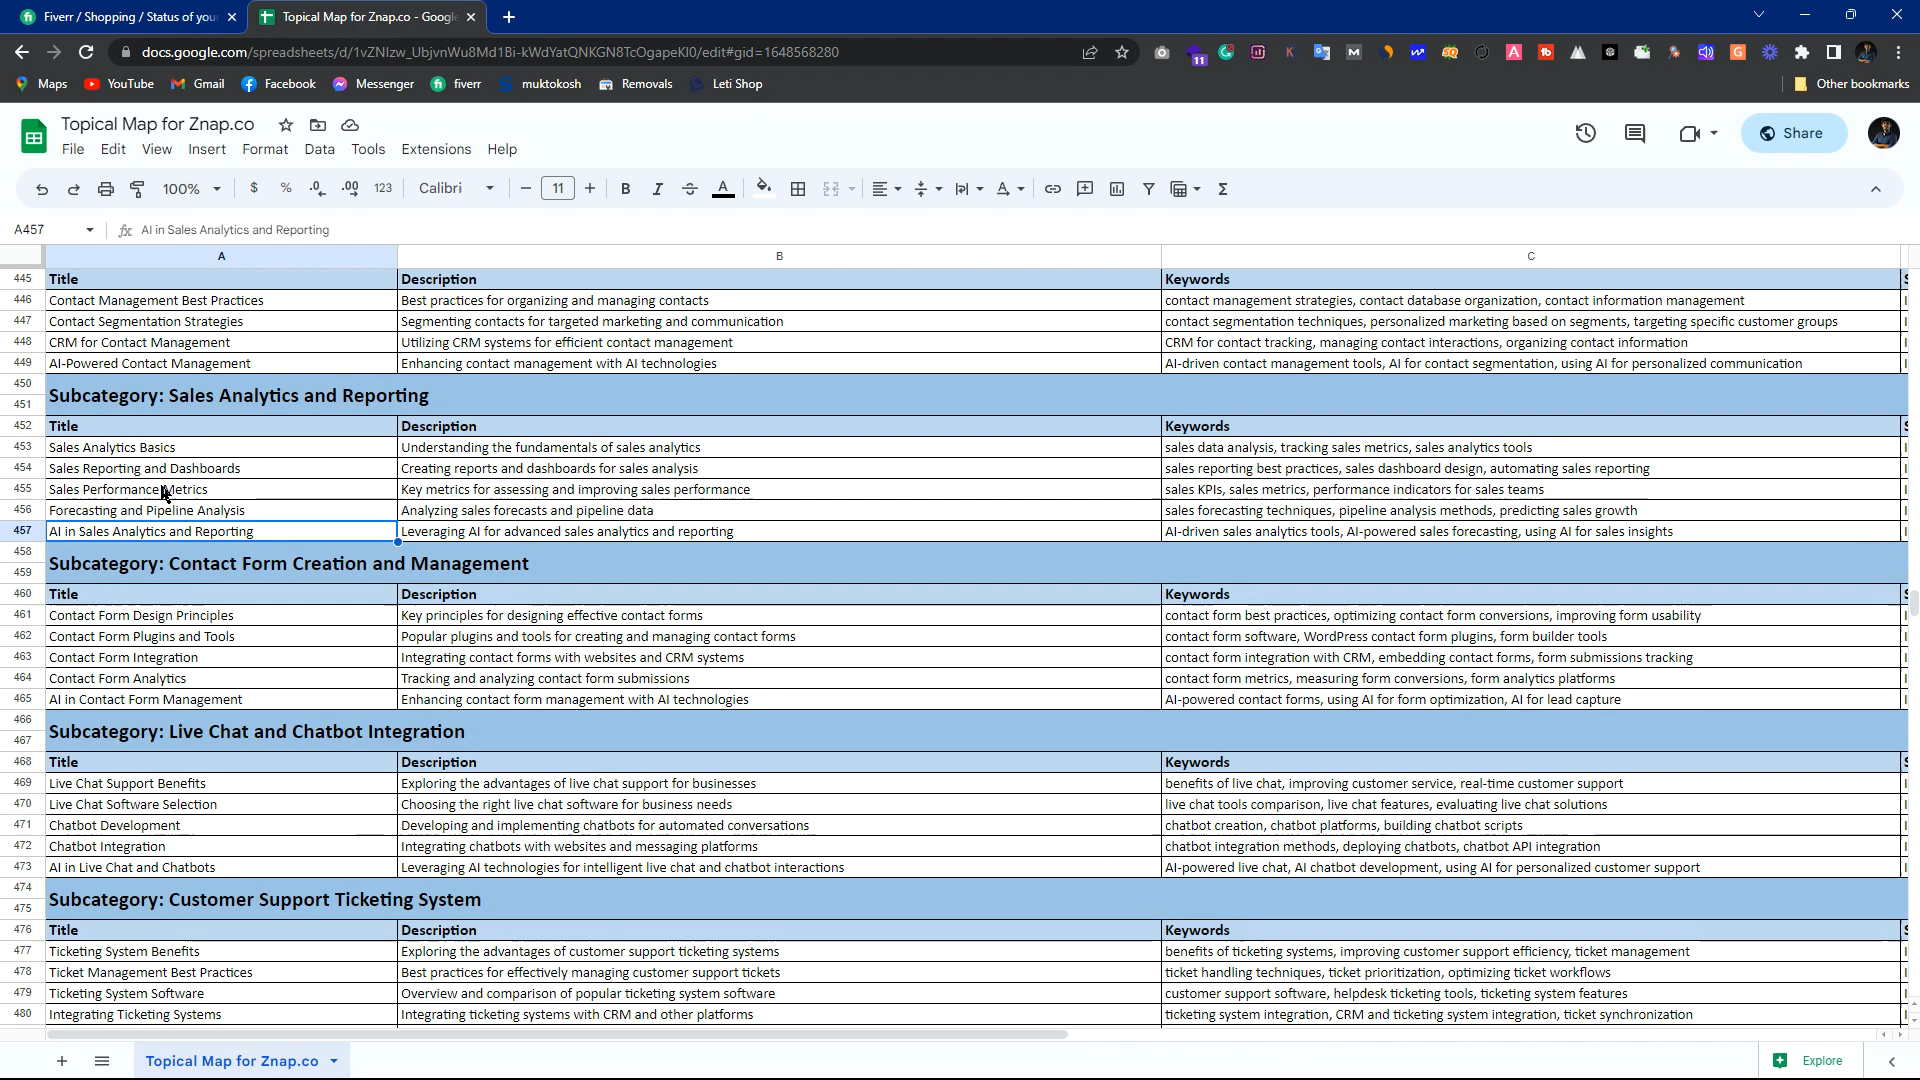 Fiverr / Shopping / Status of you
Topical Map for Znap.co - Google
docs.google.com/spreadsheets/d/1vZNIzw_UbjvnWu8Md1Bi-kWdYatQNKGN8TcOgapeKl0/edit#gid=1648568280
11
Maps YouTube Gmail Facebook Messenger fiverr muktokosh Removals Leti Shop Other bookmarks
Topical Map for Znap.co
File Edit View Insert Format Data Tools Extensions Help
Share
100% $ % .0 .00 123 Calibri 11 B I A
A457 fx AI in Sales Analytics and Reporting
A B C
445 Title Description Keywords
446 Contact Management Best Practices Best practices for organizing and managing contacts contact management strategies, contact database organization, contact information management
447 Contact Segmentation Strategies Segmenting contacts for targeted marketing and communication contact segmentation techniques, personalized marketing based on segments, targeting specific customer groups
448 CRM for Contact Management Utilizing CRM systems for efficient contact management CRM for contact tracking, managing contact interactions, organizing contact information
449 AI-Powered Contact Management Enhancing contact management with AI technologies AI-driven contact management tools, AI for contact segmentation, using AI for personalized communication
450
Subcategory: Sales Analytics and Reporting
451
452 Title Description Keywords
453 Sales Analytics Basics Understanding the fundamentals of sales analytics sales data analysis, tracking sales metrics, sales analytics tools
454 Sales Reporting and Dashboards Creating reports and dashboards for sales analysis sales reporting best practices, sales dashboard design, automating sales reporting
455 Sales Performance Metrics Key metrics for assessing and improving sales performance sales KPIs, sales metrics, performance indicators for sales teams
456 Forecasting and Pipeline Analysis Analyzing sales forecasts and pipeline data sales forecasting techniques, pipeline analysis methods, predicting sales growth
457 AI in Sales Analytics and Reporting Leveraging AI for advanced sales analytics and reporting AI-driven sales analytics tools, AI-powered sales forecasting, using AI for sales insights
458
Subcategory: Contact Form Creation and Management
459
460 Title Description Keywords
461 Contact Form Design Principles Key principles for designing effective contact forms contact form best practices, optimizing contact form conversions, improving form usability
462 Contact Form Plugins and Tools Popular plugins and tools for creating and managing contact forms contact form software, WordPress contact form plugins, form builder tools
463 Contact Form Integration Integrating contact forms with websites and CRM systems contact form integration with CRM, embedding contact forms, form submissions tracking
464 Contact Form Analytics Tracking and analyzing contact form submissions contact form metrics, measuring form conversions, form analytics platforms
465 AI in Contact Form Management Enhancing contact form management with AI technologies AI-powered contact forms, using AI for form optimization, AI for lead capture
466
Subcategory: Live Chat and Chatbot Integration
467
468 Title Description Keywords
469 Live Chat Support Benefits Exploring the advantages of live chat support for businesses benefits of live chat, improving customer service, real-time customer support
470 Live Chat Software Selection Choosing the right live chat software for business needs live chat tools comparison, live chat features, evaluating live chat solutions
471 Chatbot Development Developing and implementing chatbots for automated conversations chatbot creation, chatbot platforms, building chatbot scripts
472 Chatbot Integration Integrating chatbots with websites and messaging platforms chatbot integration methods, deploying chatbots, chatbot API integration
473 AI in Live Chat and Chatbots Leveraging AI technologies for intelligent live chat and chatbot interactions AI-powered live chat, AI chatbot development, using AI for personalized customer support
474
Subcategory: Customer Support Ticketing System
475
476 Title Description Keywords
477 Ticketing System Benefits Exploring the advantages of customer support ticketing systems benefits of ticketing systems, improving customer support efficiency, ticket management
478 Ticket Management Best Practices Best practices for effectively managing customer support tickets ticket handling techniques, ticket prioritization, optimizing ticket workflows
479 Ticketing System Software Overview and comparison of popular ticketing system software customer support software, helpdesk ticketing tools, ticketing system features
480 Integrating Ticketing Systems Integrating ticketing systems with CRM and other platforms ticketing system integration, CRM and ticketing system integration, ticket synchronization
Topical Map for Znap.co
Explore